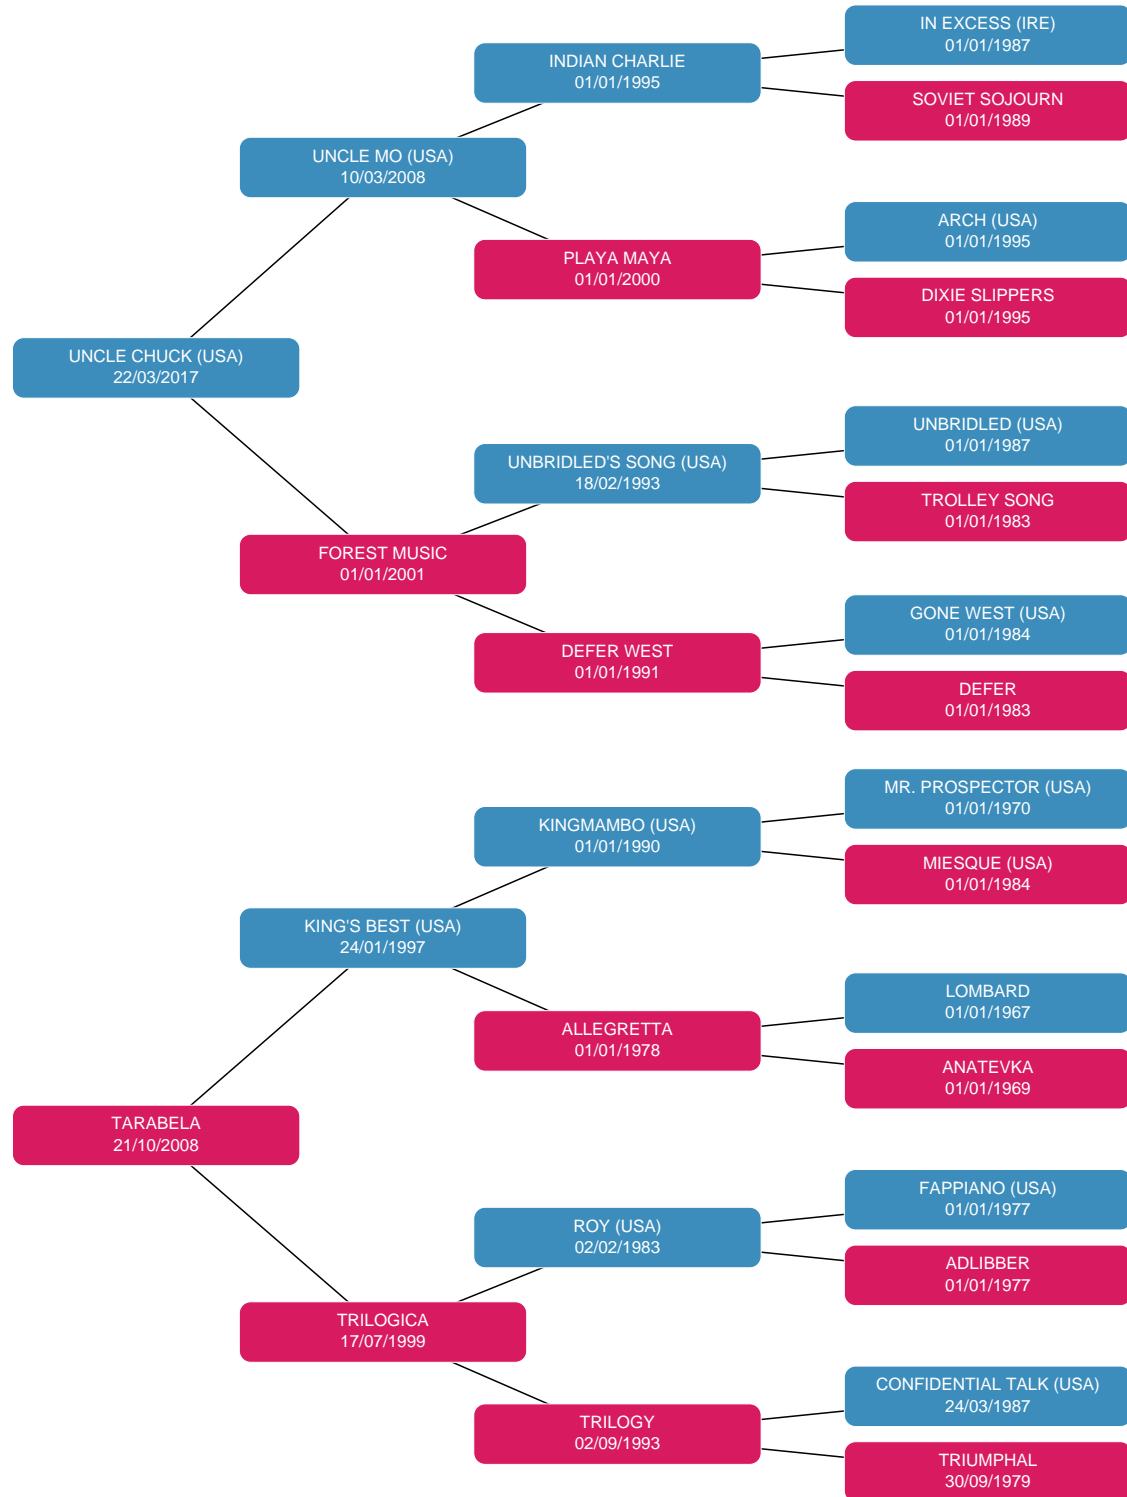 IN EXCESS (IRE)
01/01/1987
INDIAN CHARLIE
01/01/1995
SOVIET SOJOURN
01/01/1989
UNCLE MO (USA)
10/03/2008
ARCH (USA)
01/01/1995
PLAYA MAYA
01/01/2000
DIXIE SLIPPERS
01/01/1995
UNCLE CHUCK (USA)
22/03/2017
UNBRIDLED (USA)
01/01/1987
UNBRIDLED'S SONG (USA)
18/02/1993
TROLLEY SONG
01/01/1983
FOREST MUSIC
01/01/2001
GONE WEST (USA)
01/01/1984
DEFER WEST
01/01/1991
DEFER
01/01/1983
MR. PROSPECTOR (USA)
01/01/1970
KINGMAMBO (USA)
01/01/1990
MIESQUE (USA)
01/01/1984
KING'S BEST (USA)
24/01/1997
LOMBARD
01/01/1967
ALLEGRETTA
01/01/1978
ANATEVKA
01/01/1969
TARABELA
21/10/2008
FAPPIANO (USA)
01/01/1977
ROY (USA)
02/02/1983
ADLIBBER
01/01/1977
TRILOGICA
17/07/1999
CONFIDENTIAL TALK (USA)
24/03/1987
TRILOGY
02/09/1993
TRIUMPHAL
30/09/1979